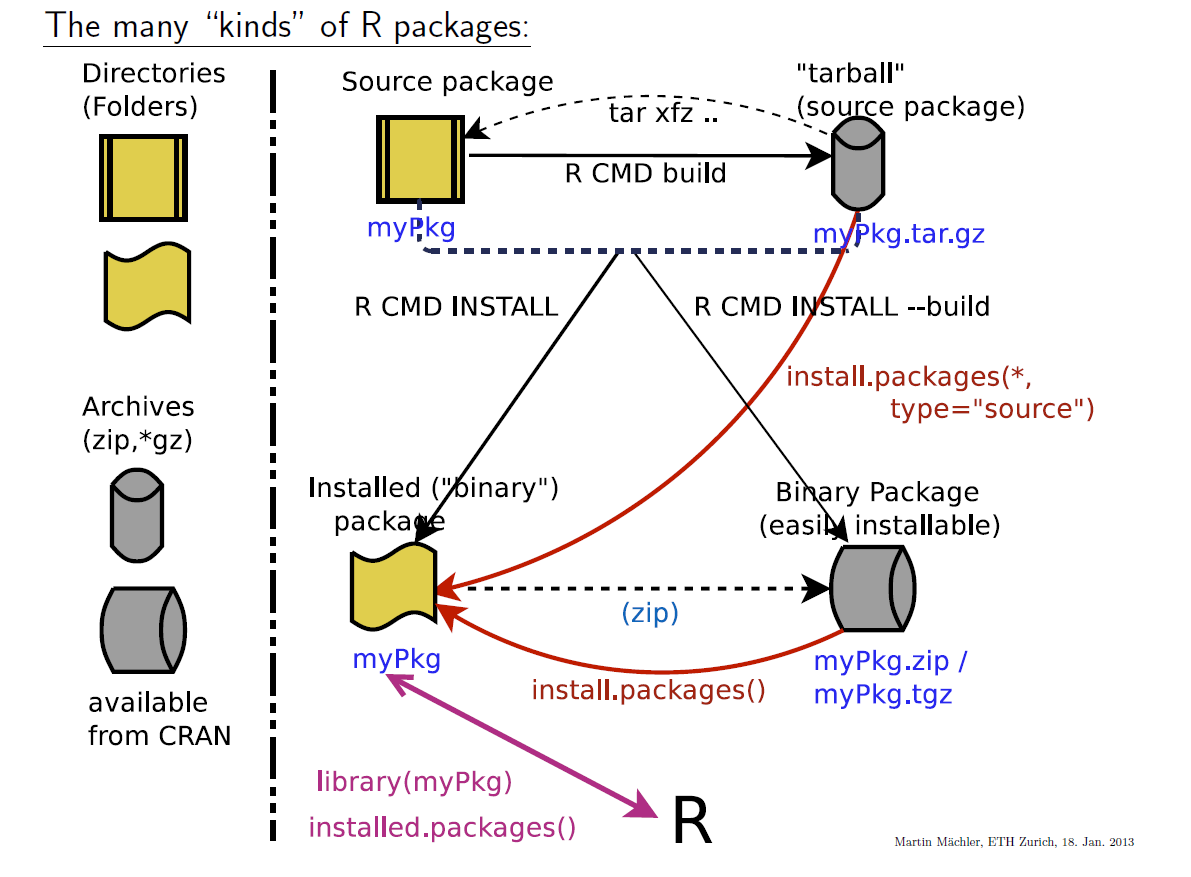 The many “kinds” of R packages:
Directories
(Folders)
Archives
(zip,*gz)
available
from CRAN
Source package
"tarball"
(source package)
tar xfz ..
R CMD build
myPkg
myPkg.tar.gz
R CMD INSTALL
R CMD INSTALL --build
install.packages(*,
type="source")
Installed ("binary")
package
Binary Package
(easily installable)
(zip)
myPkg
myPkg.zip /
myPkg.tgz
install.packages()
library(myPkg)
installed.packages()
R
Martin Mächler, ETH Zurich, 18. Jan. 2013